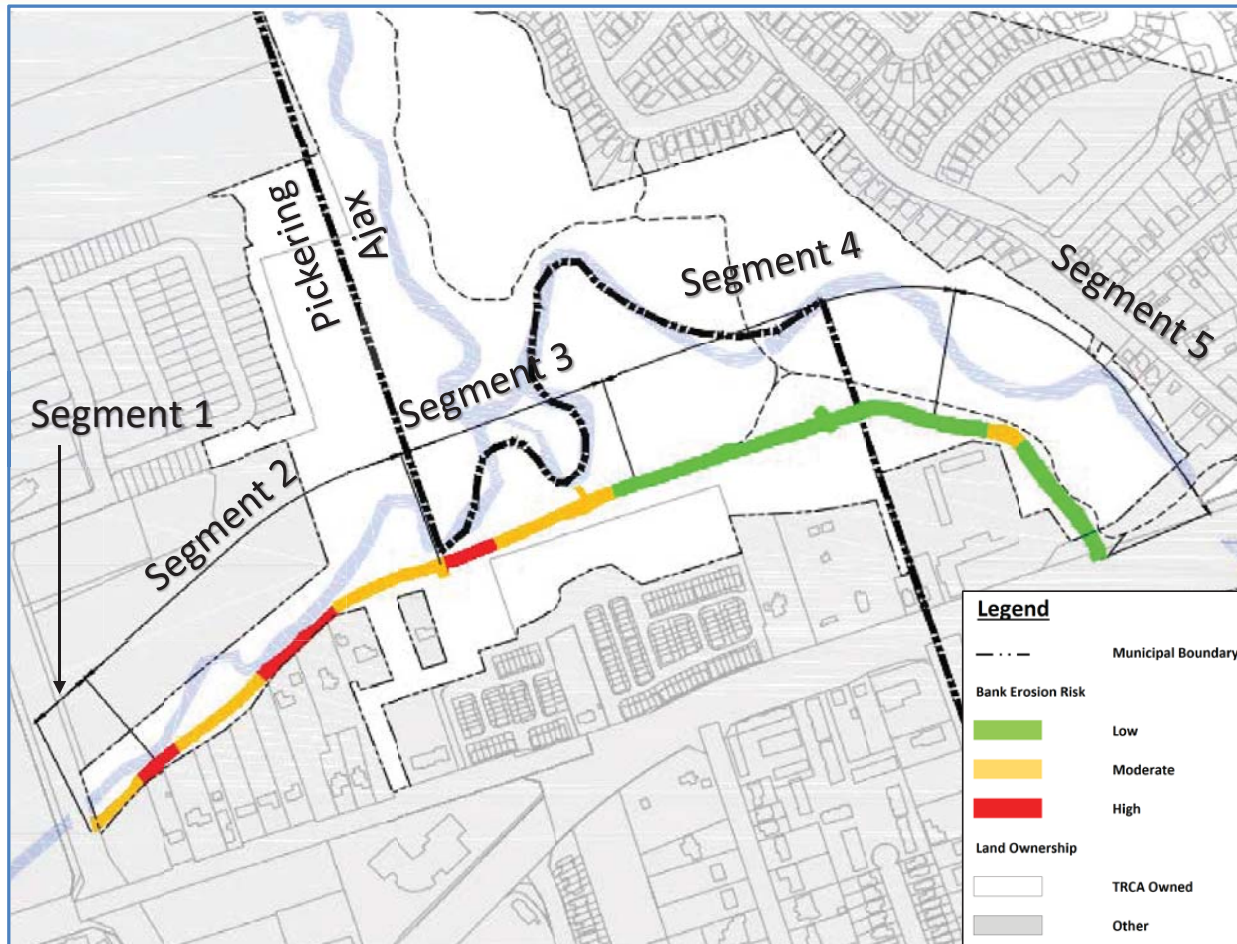 Pickering
Ajax
Segment 4
Segment 5
Segment 3
Segment 1
Segment 2
Legend
Municipal Boundary
Bank Erosion Risk
Low
Moderate
High
Land Ownership
TRCA Owned
Other